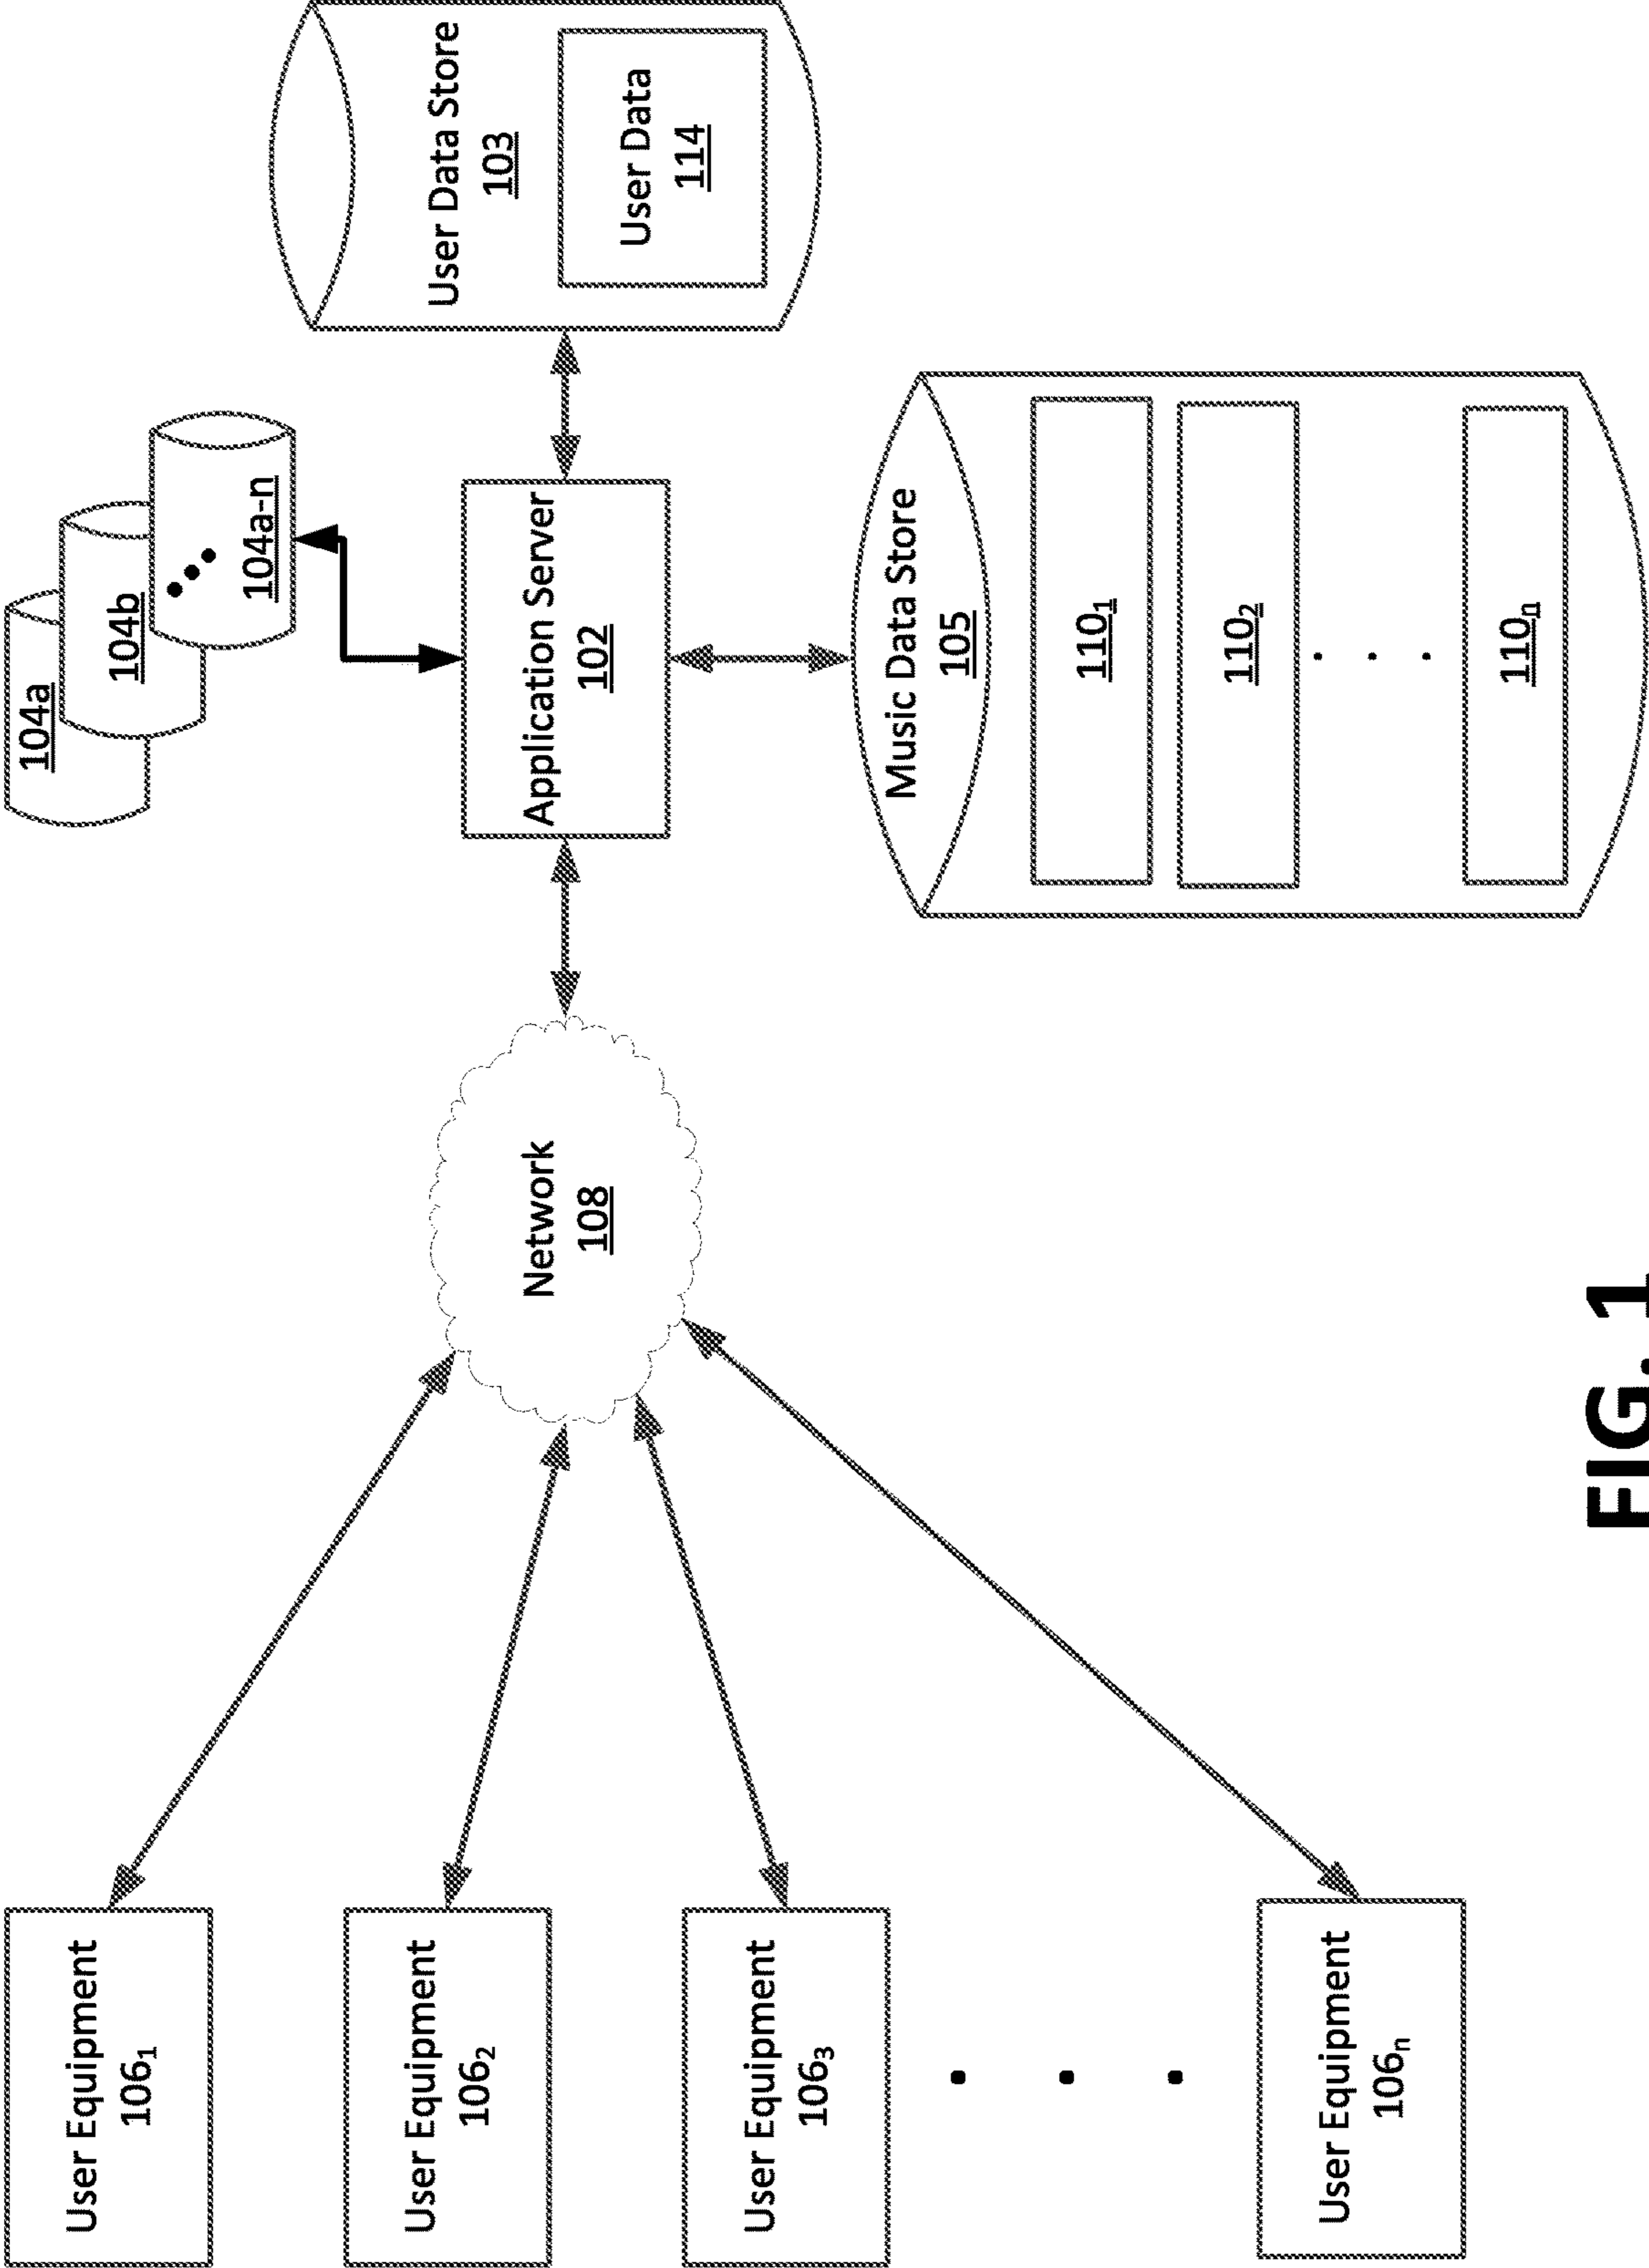 User Equipment
106₁
User Equipment
106₂
User Equipment
106₃
User Equipment
106ₙ
Network
108
104a
104b
104a-n
Application Server
102
User Data Store
103
User Data
114
Music Data Store
105
110₁
110₂
110ₙ
FIG. 1